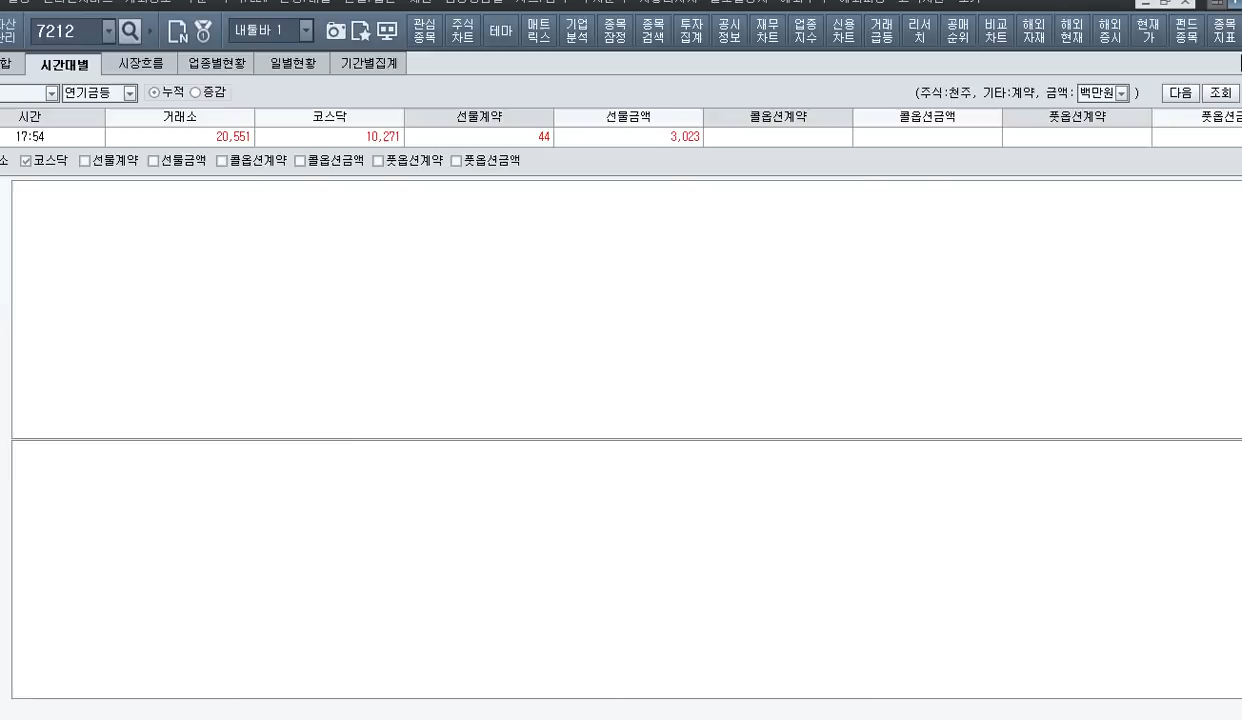 자산 7212 내툴바 1 관심 주식 테마 매트 기업 종목 종목 투자 공시 재무 업종 신용 거래 리서 공매 비교 해외 해외 해외 현재 펀드 종목
관리 종목 차트 릭스 분석 잠정 검색 집계 정보 차트 지수 차트 급등 치 순위 차트 자재 현재 증시 가 종목 지표
합 시간대별 시장흐름 업종별현황 일별현황 기간별집계
연기금등 누적 증감 (주식:천주, 기타:계약, 금액: 백만원 ) 다음 조회
시간 거래소 코스닥 선물계약 선물금액 콜옵션계약 콜옵션금액 풋옵션계약 풋옵션금
17:54 20,551 10,271 44 3,023
소 코스닥 선물계약 선물금액 콜옵션계약 콜옵션금액 풋옵션계약 풋옵션금액